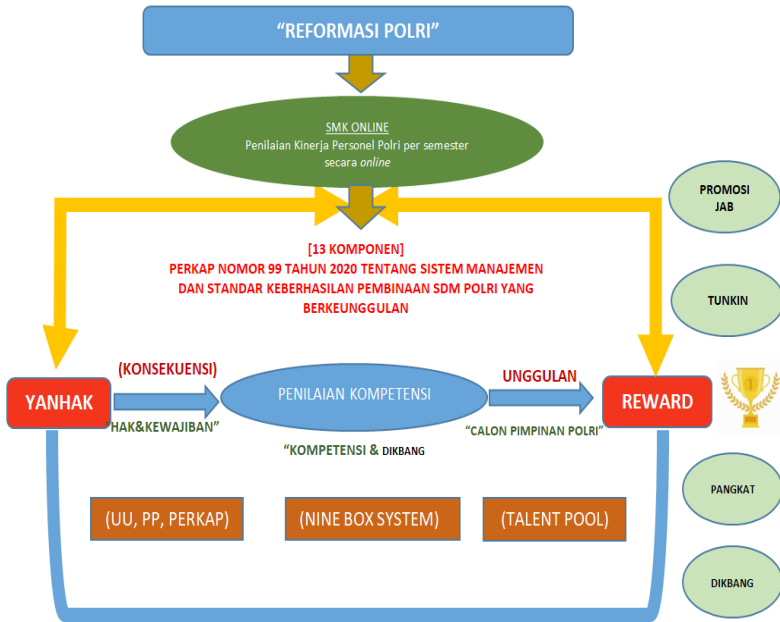 “REFORMASI POLRI”
SMK ONLINE
Penilaian Kinerja Personel Polri per semester
secara online
PROMOSI
JAB
[13 KOMPONEN]
PERKAP NOMOR 99 TAHUN 2020 TENTANG SISTEM MANAJEMEN
DAN STANDAR KEBERHASILAN PEMBINAAN SDM POLRI YANG
BERKEUNGGULAN
TUNKIN
(KONSEKUENSI)
UNGGULAN
YANHAK
PENILAIAN KOMPETENSI
REWARD
1
“HAK&KEWAJIBAN”
“CALON PIMPINAN POLRI”
“KOMPETENSI & DIKBANG
PANGKAT
(UU, PP, PERKAP)
(NINE BOX SYSTEM)
(TALENT POOL)
DIKBANG